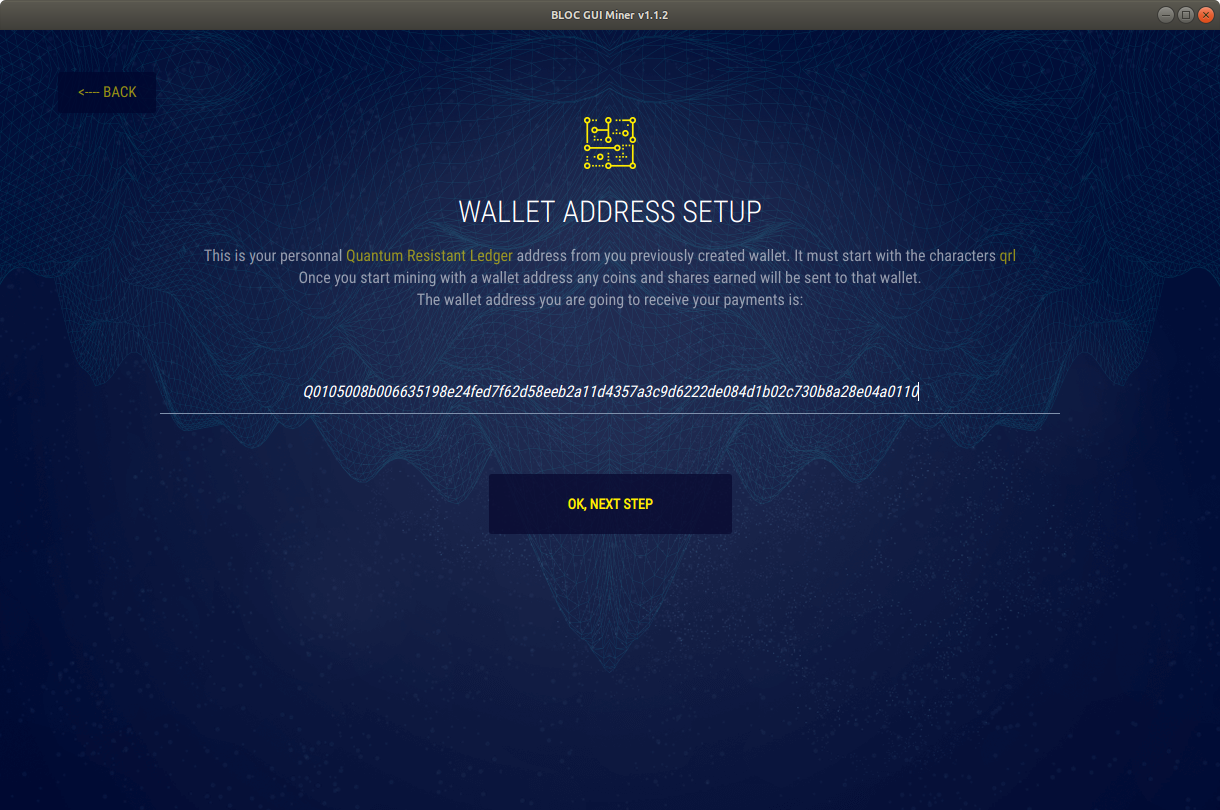 BLOC GUI Miner v1.1.2
<---- BACK
WALLET ADDRESS SETUP
This is your personnal Quantum Resistant Ledger address from you previously created wallet. It must start with the characters qrl
Once you start mining with a wallet address any coins and shares earned will be sent to that wallet.
The wallet address you are going to receive your payments is:
Q0105008b006635198e24fed7f62d58eeb2a11d4357a3c9d6222de084d1b02c730b8a28e04a0110
OK, NEXT STEP